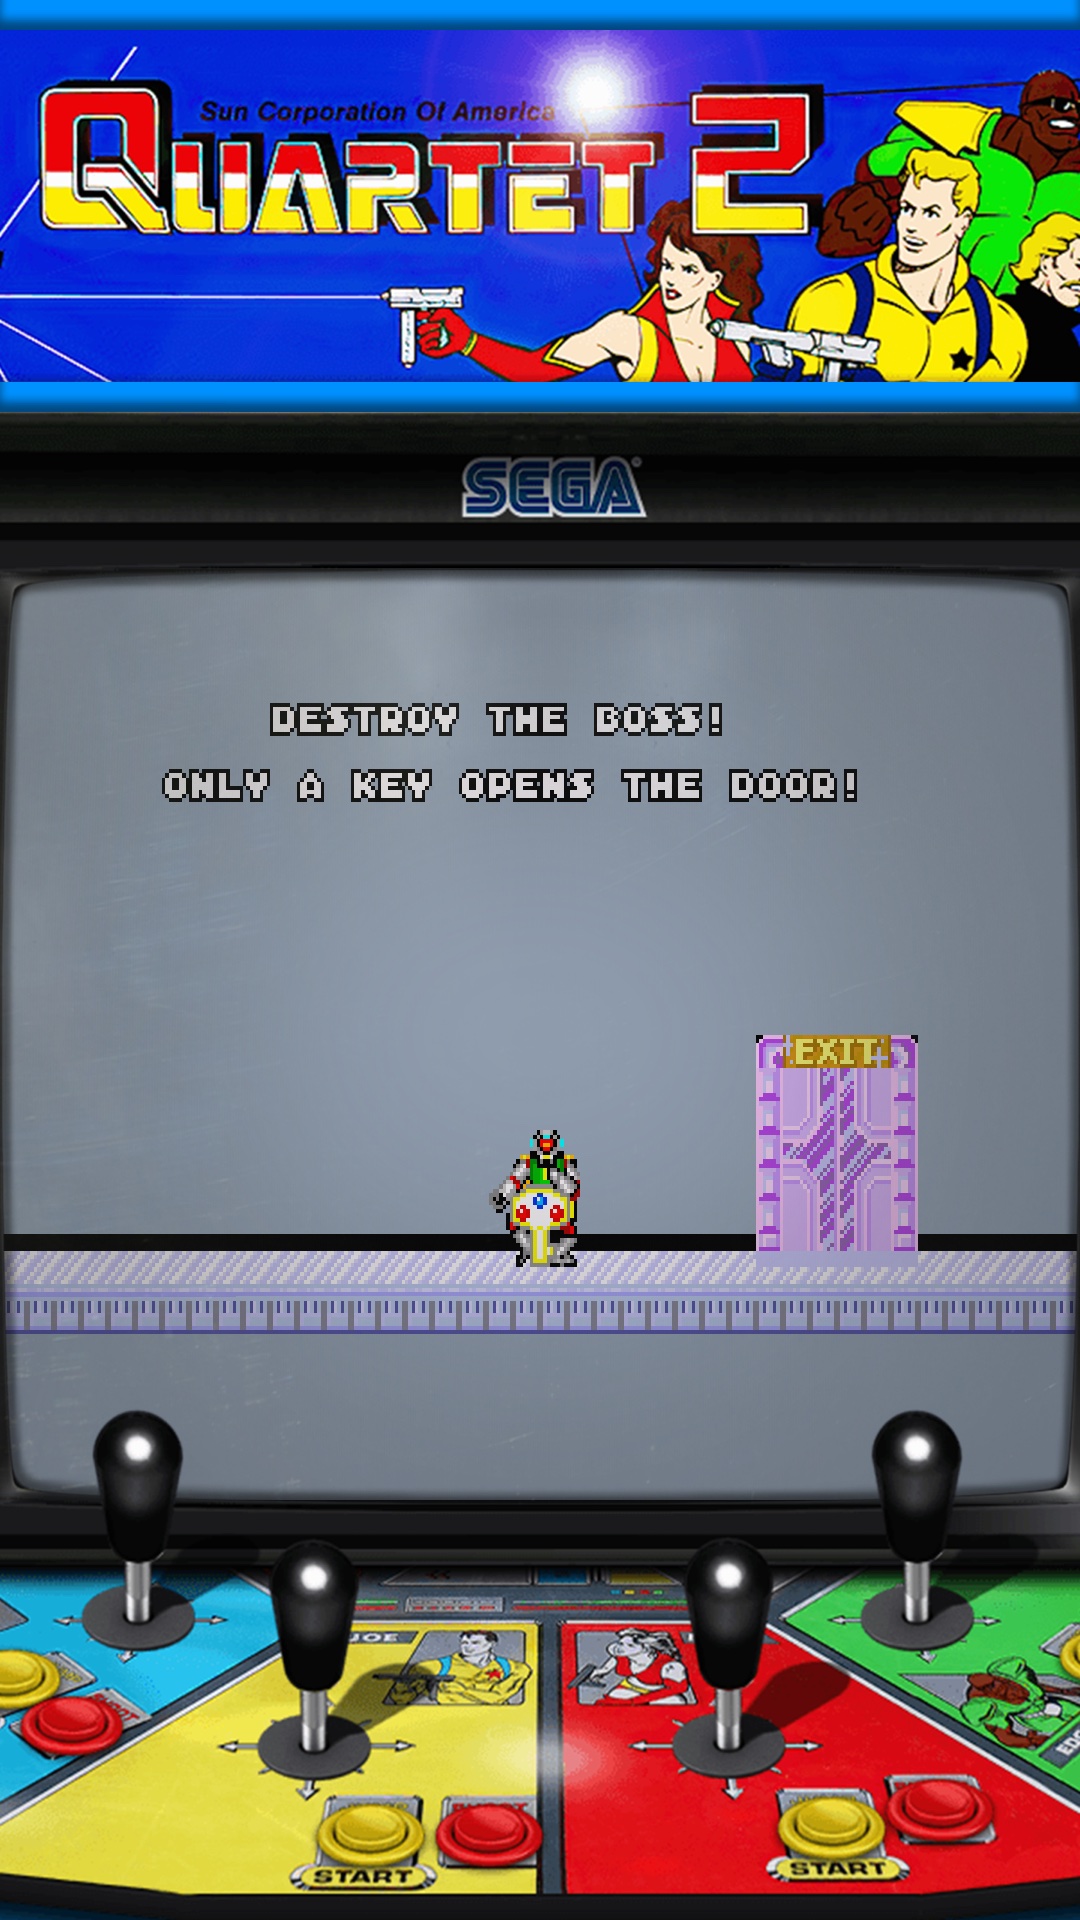 Sun Corporation Of America
QUARTET 2
SEGA
DESTROY THE BOSS!
ONLY A KEY OPENS THE DOOR!
EXIT
JOE
START
START